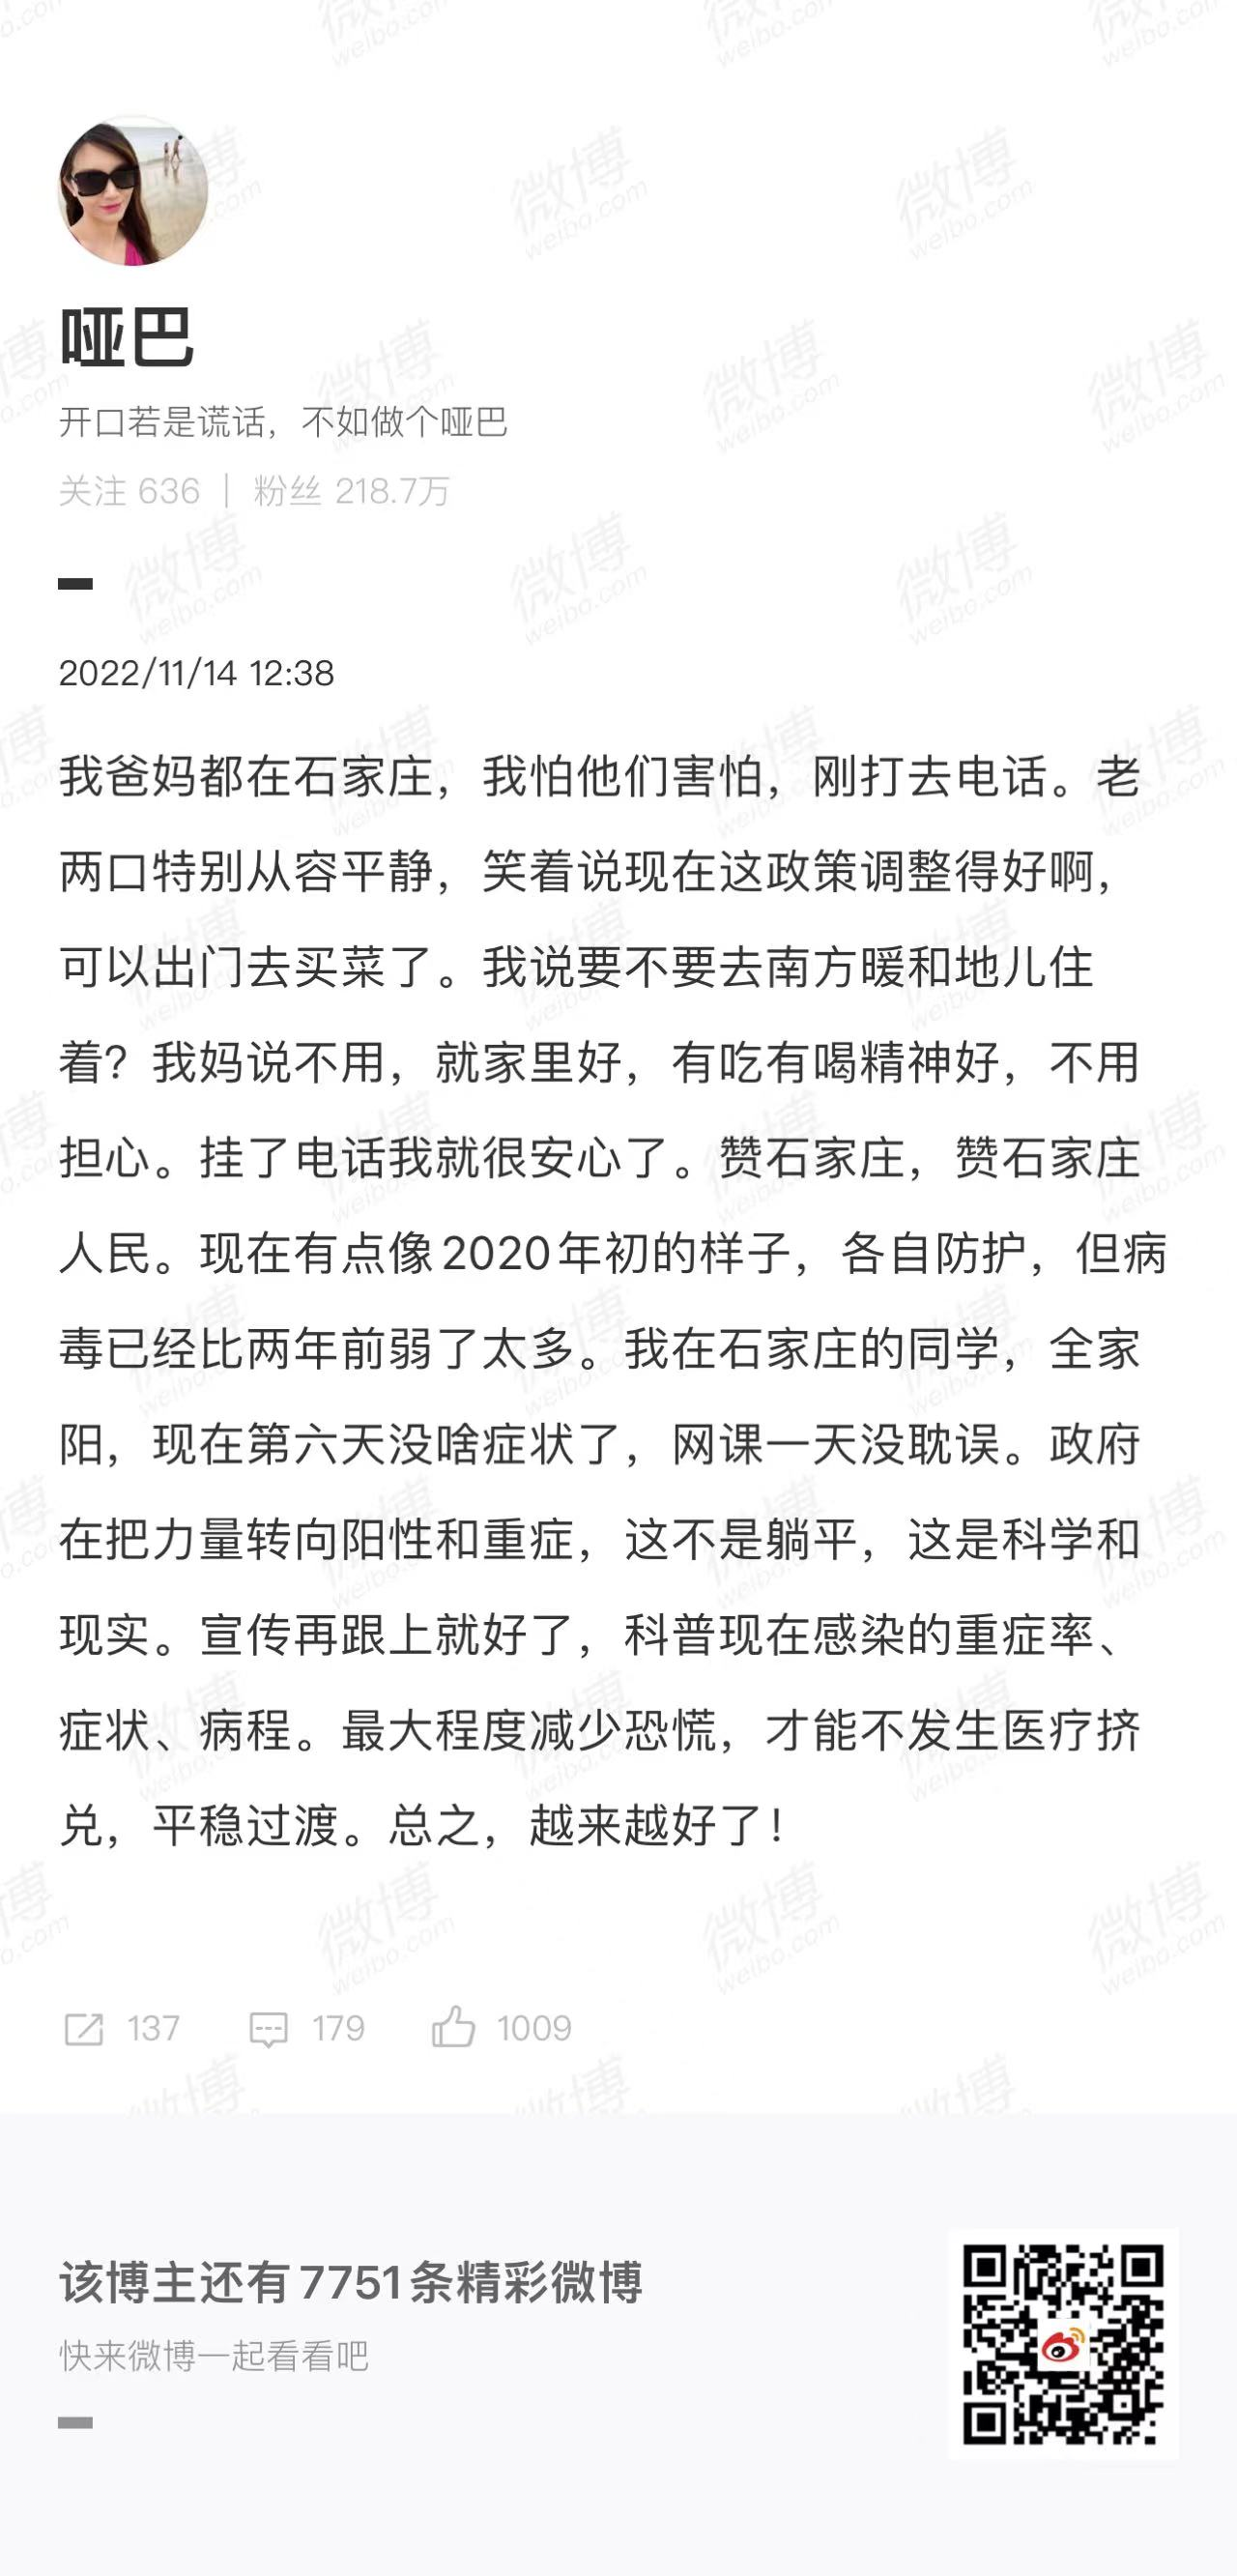 哑巴
开口若是谎话，不如做个哑巴
关注 636 | 粉丝 218.7万
2022/11/14 12:38
我爸妈都在石家庄，我怕他们害怕，刚打去电话。老
两口特别从容平静，笑着说现在这政策调整得好啊，
可以出门去买菜了。我说要不要去南方暖和地儿住
着？我妈说不用，就家里好，有吃有喝精神好，不用
担心。挂了电话我就很安心了。赞石家庄，赞石家庄
人民。现在有点像2020年初的样子，各自防护，但病
毒已经比两年前弱了太多。我在石家庄的同学，全家
阳，现在第六天没啥症状了，网课一天没耽误。政府
在把力量转向阳性和重症，这不是躺平，这是科学和
现实。宣传再跟上就好了，科普现在感染的重症率、
症状、病程。最大程度减少恐慌，才能不发生医疗挤
兑，平稳过渡。总之，越来越好了！
137 179 1009
该博主还有7751条精彩微博
快来微博一起看看吧
微博
weibo.com